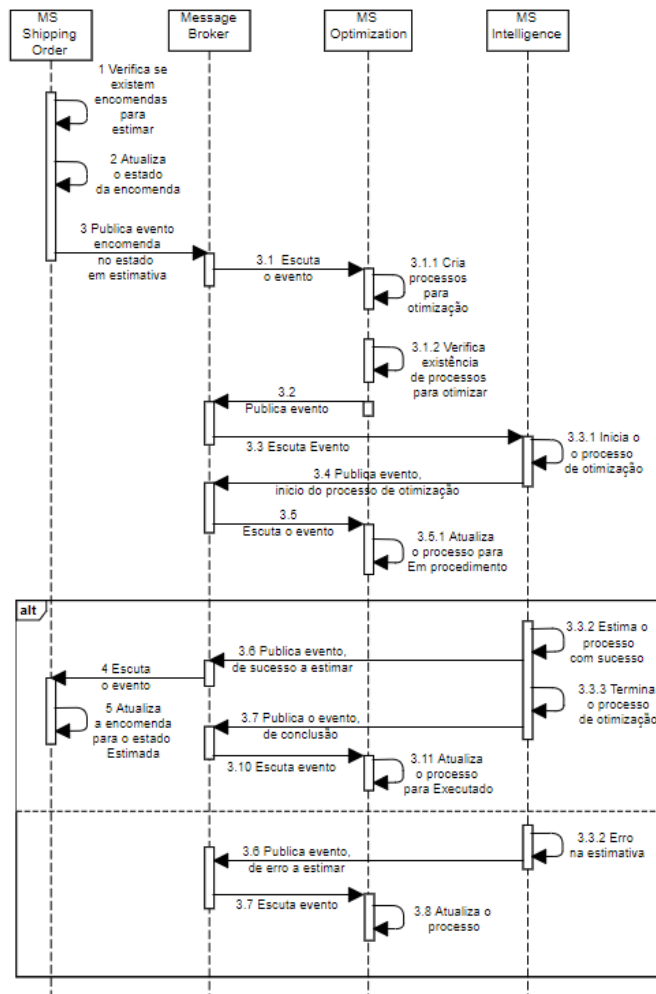 MS
Shipping
Order
Message
Broker
MS
Optimization
MS
Intelligence
1 Verifica se
existem
encomendas
para
estimar
2 Atualiza
o estado
da encomenda
3 Publica evento
encomenda
no estado
em estimativa
3.1 Escuta
o evento
3.1.1 Cria
processos
para
otimização
3.1.2 Verifica
existência
de processos
para otimizar
3.2
Publica evento
3.3 Escuta Evento
3.3.1 Inicia o
o processo
de otimização
3.4 Publica evento,
inicio do processo de otimização
3.5
Escuta o evento
3.5.1 Atualiza
o processo para
Em procedimento
alt
3.3.2 Estima o
processo
com sucesso
3.6 Publica evento,
de sucesso a estimar
4 Escuta
o evento
3.3.3 Termina
o processo
de otimização
5 Atualiza
a encomenda
para o estado
Estimada
3.7 Publica o evento,
de conclusão
3.10 Escuta evento
3.11 Atualiza
o processo
para Executado
3.3.2 Erro
na estimativa
3.6 Publica evento,
de erro a estimar
3.7 Escuta evento
3.8 Atualiza o
processo